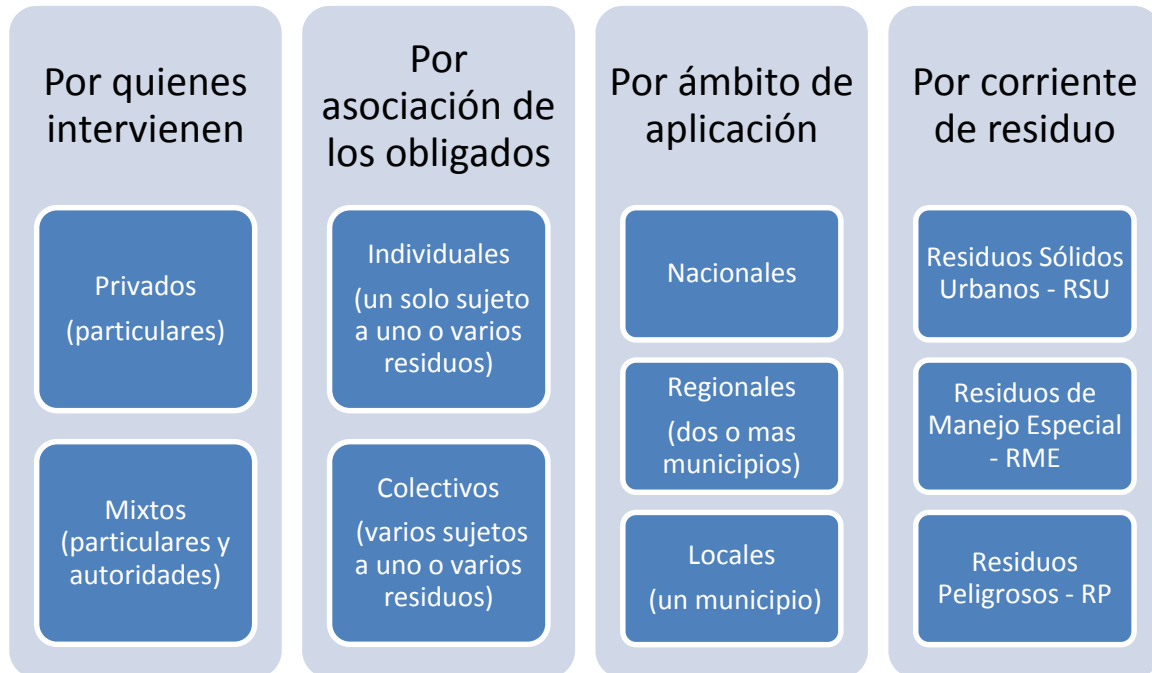 Por quienes
intervienen
Privados
(particulares)
Mixtos
(particulares y
autoridades)
Por
asociación de
los obligados
Individuales
(un solo sujeto
a uno o varios
residuos)
Colectivos
(varios sujetos
a uno o varios
residuos)
Por ámbito de
aplicación
Nacionales
Regionales
(dos o mas
municipios)
Locales
(un municipio)
Por corriente
de residuo
Residuos Sólidos
Urbanos - RSU
Residuos de
Manejo Especial
- RME
Residuos
Peligrosos - RP